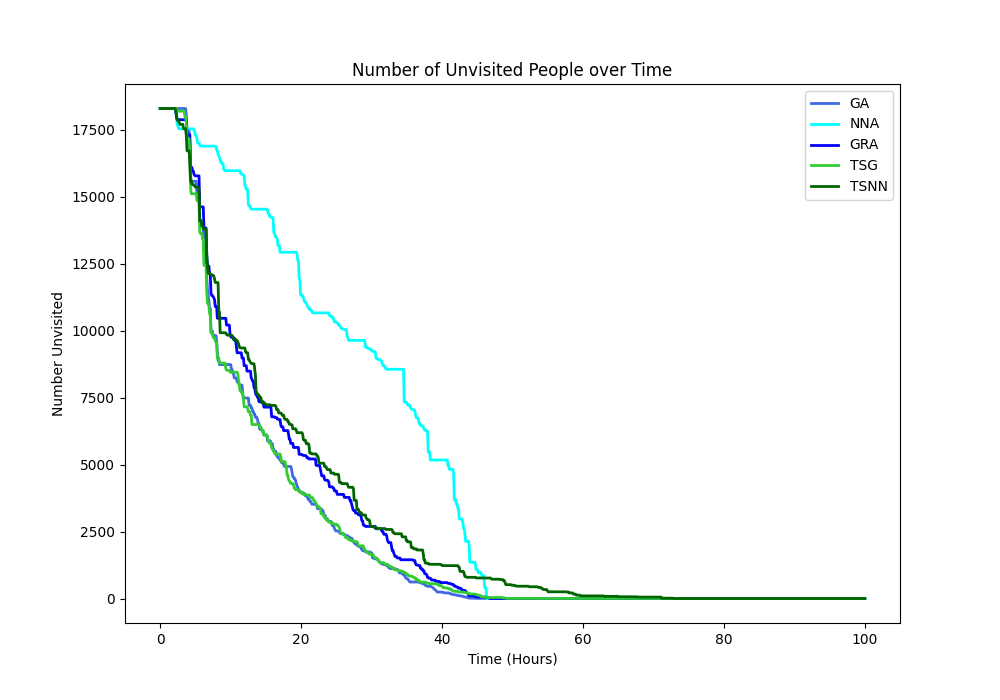 Number of Unvisited People over Time
GA
NNA
GRA
TSG
TSNN
17500
15000
12500
10000
7500
5000
2500
0
Number Unvisited
0 20 40 60 80 100
Time (Hours)